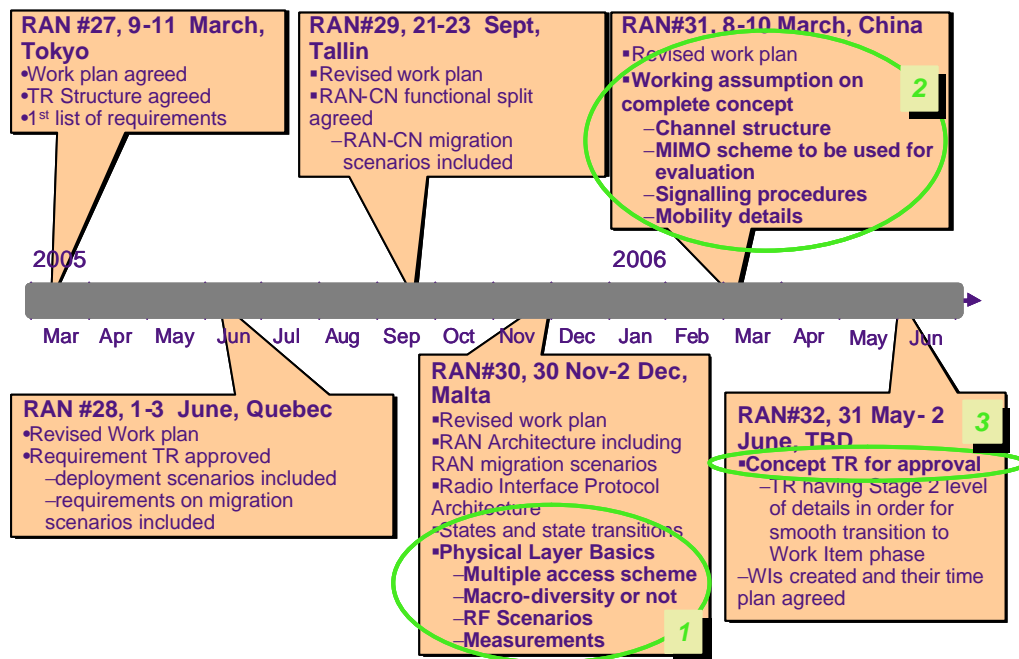 RAN #27, 9-11 March,
Tokyo
•Work plan agreed
•TR Structure agreed
•1st list of requirements
RAN#29, 21-23 Sept,
Tallin
▪Revised work plan
▪RAN-CN functional split
agreed
–RAN-CN migration
scenarios included
RAN#31, 8-10 March, China
▪Revised work plan
▪Working assumption on
complete concept
–Channel structure
–MIMO scheme to be used for
evaluation
–Signalling procedures
–Mobility details
2
2005
2006
Mar Apr May Jun Jul Aug Sep Oct Nov Dec Jan Feb Mar Apr May Jun
RAN #28, 1-3 June, Quebec
•Revised Work plan
•Requirement TR approved
–deployment scenarios included
–requirements on migration
scenarios included
RAN#30, 30 Nov-2 Dec,
Malta
▪Revised work plan
▪RAN Architecture including
RAN migration scenarios
▪Radio Interface Protocol
Architecture
▪States and state transitions
▪Physical Layer Basics
–Multiple access scheme
–Macro-diversity or not
–RF Scenarios
–Measurements
1
RAN#32, 31 May- 2
June, TBD
3
▪Concept TR for approval
–TR having Stage 2 level
of details in order for
smooth transition to
Work Item phase
–WIs created and their time
plan agreed